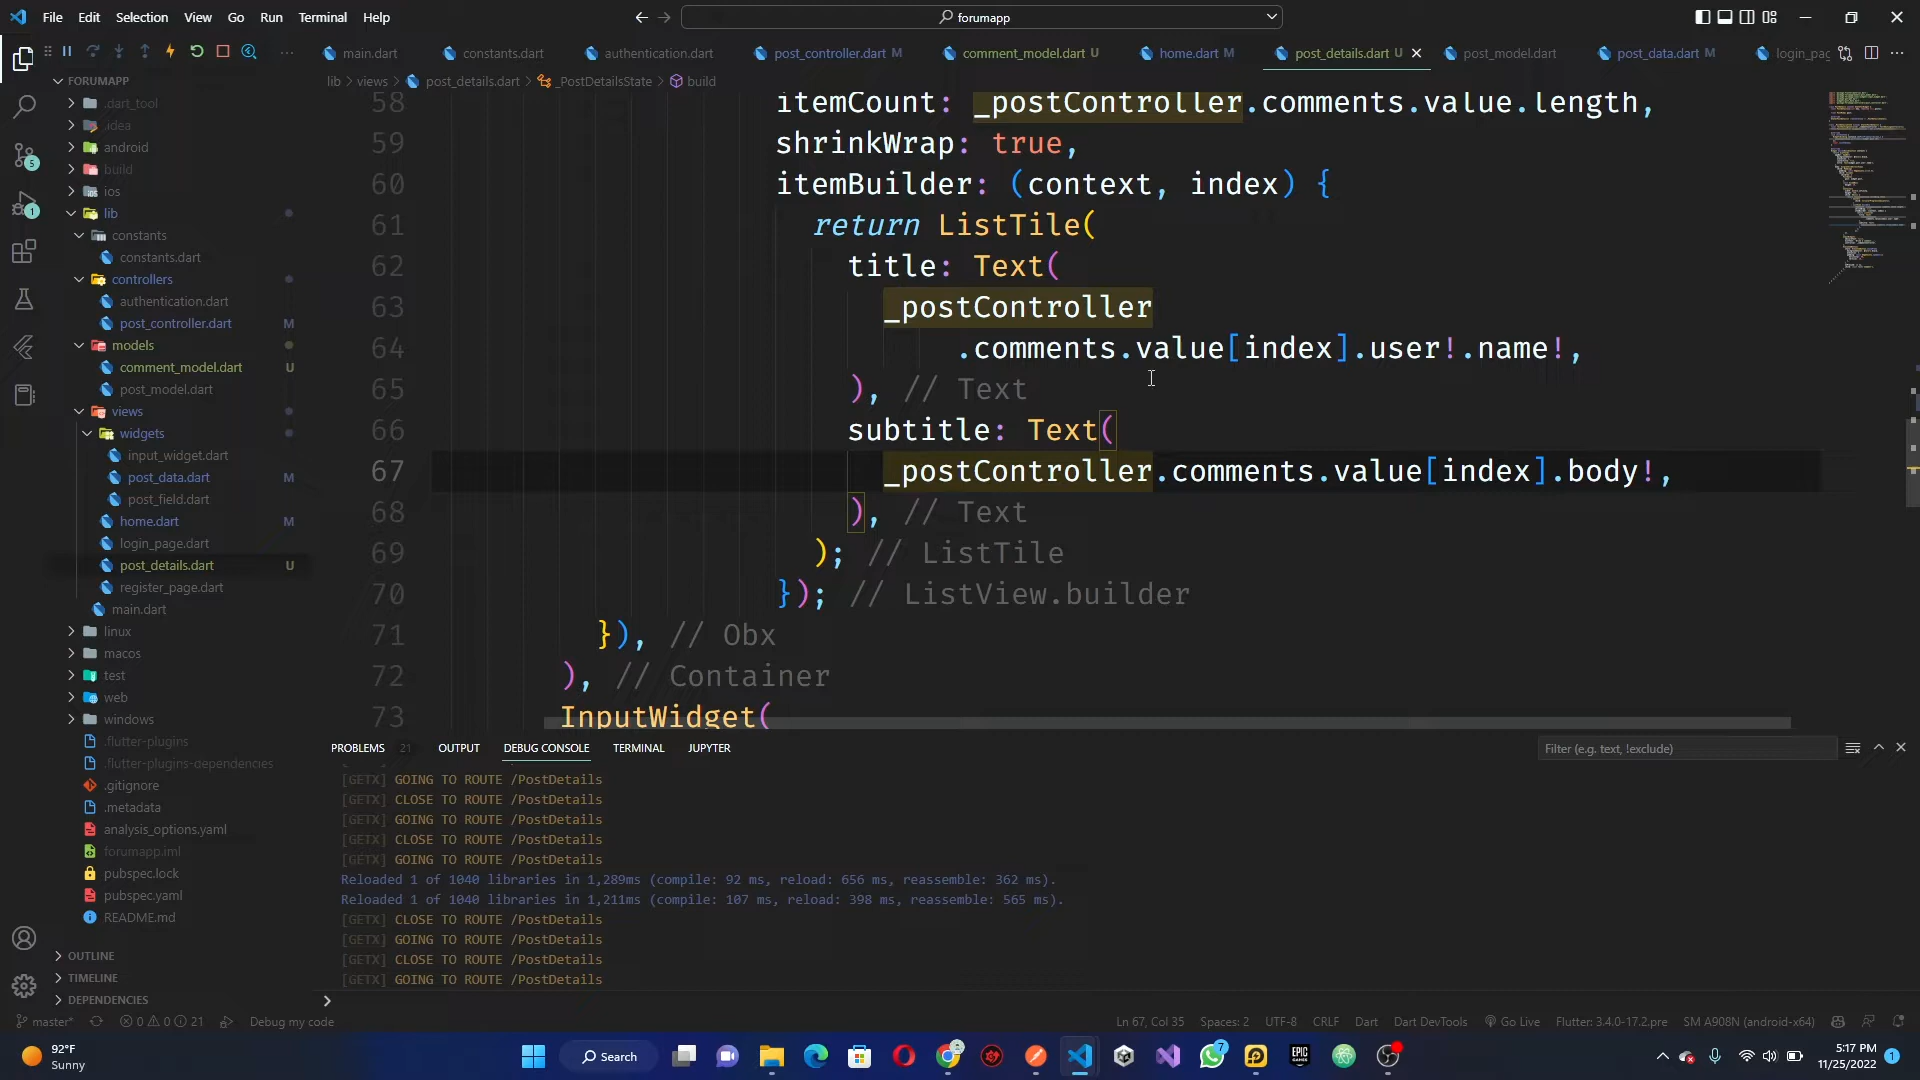 File Edit Selection View Go Run Terminal Help
forumapp
main.dart constants.dart authentication.dart post_controller.dart M comment_model.dart U home.dart M post_details.dart U post_model.dart post_data.dart M login_pag
lib > views > post_details.dart > _PostDetailsState > build
FORUMAPP
.dart_tool
.idea
android
build
ios
lib
constants
constants.dart
controllers
authentication.dart
post_controller.dart M
models
comment_model.dart U
post_model.dart
views
widgets
input_widget.dart
post_data.dart M
post_field.dart
home.dart M
login_page.dart
post_details.dart U
register_page.dart
main.dart
linux
macos
test
web
windows
.flutter-plugins
.flutter-plugins-dependencies
.gitignore
.metadata
analysis_options.yaml
forumapp.iml
pubspec.lock
pubspec.yaml
README.md
OUTLINE
TIMELINE
DEPENDENCIES
5
1
58 itemCount: _postController.comments.value.length,
59 shrinkWrap: true,
60 itemBuilder: (context, index) {
61 return ListTile(
62 title: Text(
63 _postController
64 .comments.value[index].user!.name!,
65 ), // Text
66 subtitle: Text(
67 _postController.comments.value[index].body!,
68 ), // Text
69 ); // ListTile
70 }); // ListView.builder
71 }), // Obx
72 ), // Container
73 InputWidget(
PROBLEMS 21 OUTPUT DEBUG CONSOLE TERMINAL JUPYTER
Filter (e.g. text, !exclude)
[GETX] GOING TO ROUTE /PostDetails
[GETX] CLOSE TO ROUTE /PostDetails
[GETX] GOING TO ROUTE /PostDetails
[GETX] CLOSE TO ROUTE /PostDetails
[GETX] GOING TO ROUTE /PostDetails
Reloaded 1 of 1040 libraries in 1,289ms (compile: 92 ms, reload: 656 ms, reassemble: 362 ms).
Reloaded 1 of 1040 libraries in 1,211ms (compile: 107 ms, reload: 398 ms, reassemble: 565 ms).
[GETX] CLOSE TO ROUTE /PostDetails
[GETX] GOING TO ROUTE /PostDetails
[GETX] CLOSE TO ROUTE /PostDetails
[GETX] GOING TO ROUTE /PostDetails
master* 0 0 21 Debug my code Ln 67, Col 35 Spaces: 2 UTF-8 CRLF Dart Dart DevTools Go Live Flutter: 3.4.0-17.2.pre SM A908N (android-x64)
92°F
Sunny
Search
7
EPIC GAMES
5:17 PM
11/25/2022
1